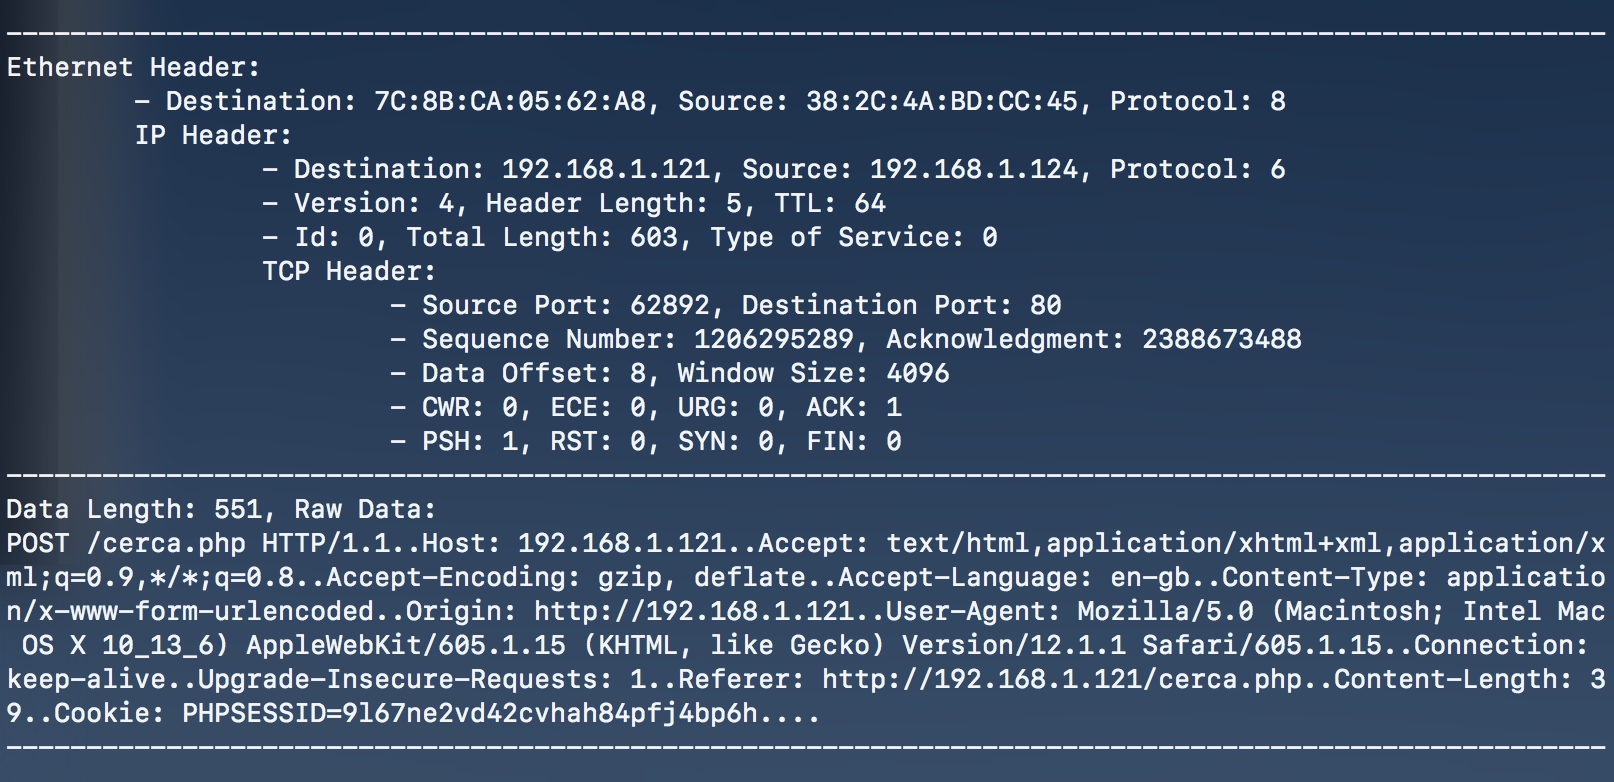 ----------------------------------------------------------------------------------------------------
Ethernet Header:
- Destination: 7C:8B:CA:05:62:A8, Source: 38:2C:4A:BD:CC:45, Protocol: 8
IP Header:
- Destination: 192.168.1.121, Source: 192.168.1.124, Protocol: 6
- Version: 4, Header Length: 5, TTL: 64
- Id: 0, Total Length: 603, Type of Service: 0
TCP Header:
- Source Port: 62892, Destination Port: 80
- Sequence Number: 1206295289, Acknowledgment: 2388673488
- Data Offset: 8, Window Size: 4096
- CWR: 0, ECE: 0, URG: 0, ACK: 1
- PSH: 1, RST: 0, SYN: 0, FIN: 0
----------------------------------------------------------------------------------------------------
Data Length: 551, Raw Data:
POST /cerca.php HTTP/1.1..Host: 192.168.1.121..Accept: text/html,application/xhtml+xml,application/x
ml;q=0.9,*/*;q=0.8..Accept-Encoding: gzip, deflate..Accept-Language: en-gb..Content-Type: applicatio
n/x-www-form-urlencoded..Origin: http://192.168.1.121..User-Agent: Mozilla/5.0 (Macintosh; Intel Mac
 OS X 10_13_6) AppleWebKit/605.1.15 (KHTML, like Gecko) Version/12.1.1 Safari/605.1.15..Connection:
keep-alive..Upgrade-Insecure-Requests: 1..Referer: http://192.168.1.121/cerca.php..Content-Length: 3
9..Cookie: PHPSESSID=9l67ne2vd42cvhah84pfj4bp6h....
----------------------------------------------------------------------------------------------------